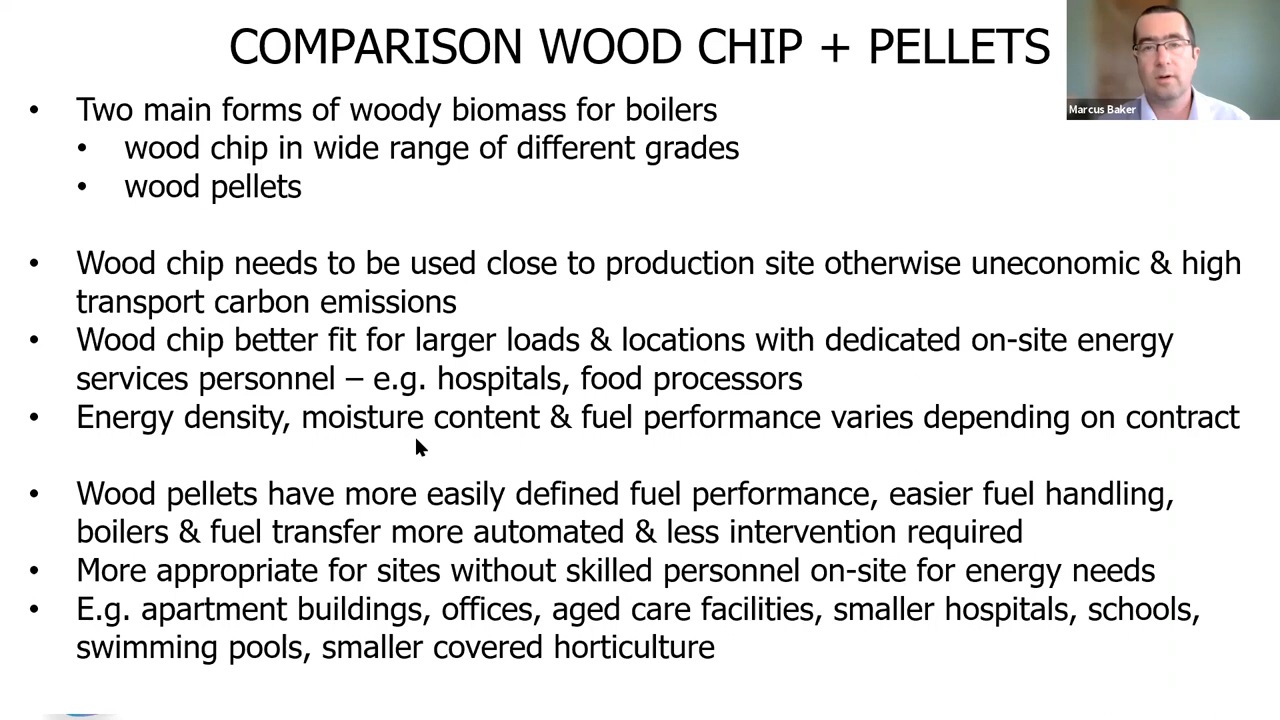 COMPARISON WOOD CHIP + PELLETS
Marcus Baker
• Two main forms of woody biomass for boilers
• wood chip in wide range of different grades
• wood pellets
• Wood chip needs to be used close to production site otherwise uneconomic & high
transport carbon emissions
• Wood chip better fit for larger loads & locations with dedicated on-site energy
services personnel – e.g. hospitals, food processors
• Energy density, moisture content & fuel performance varies depending on contract
• Wood pellets have more easily defined fuel performance, easier fuel handling,
boilers & fuel transfer more automated & less intervention required
• More appropriate for sites without skilled personnel on-site for energy needs
• E.g. apartment buildings, offices, aged care facilities, smaller hospitals, schools,
swimming pools, smaller covered horticulture